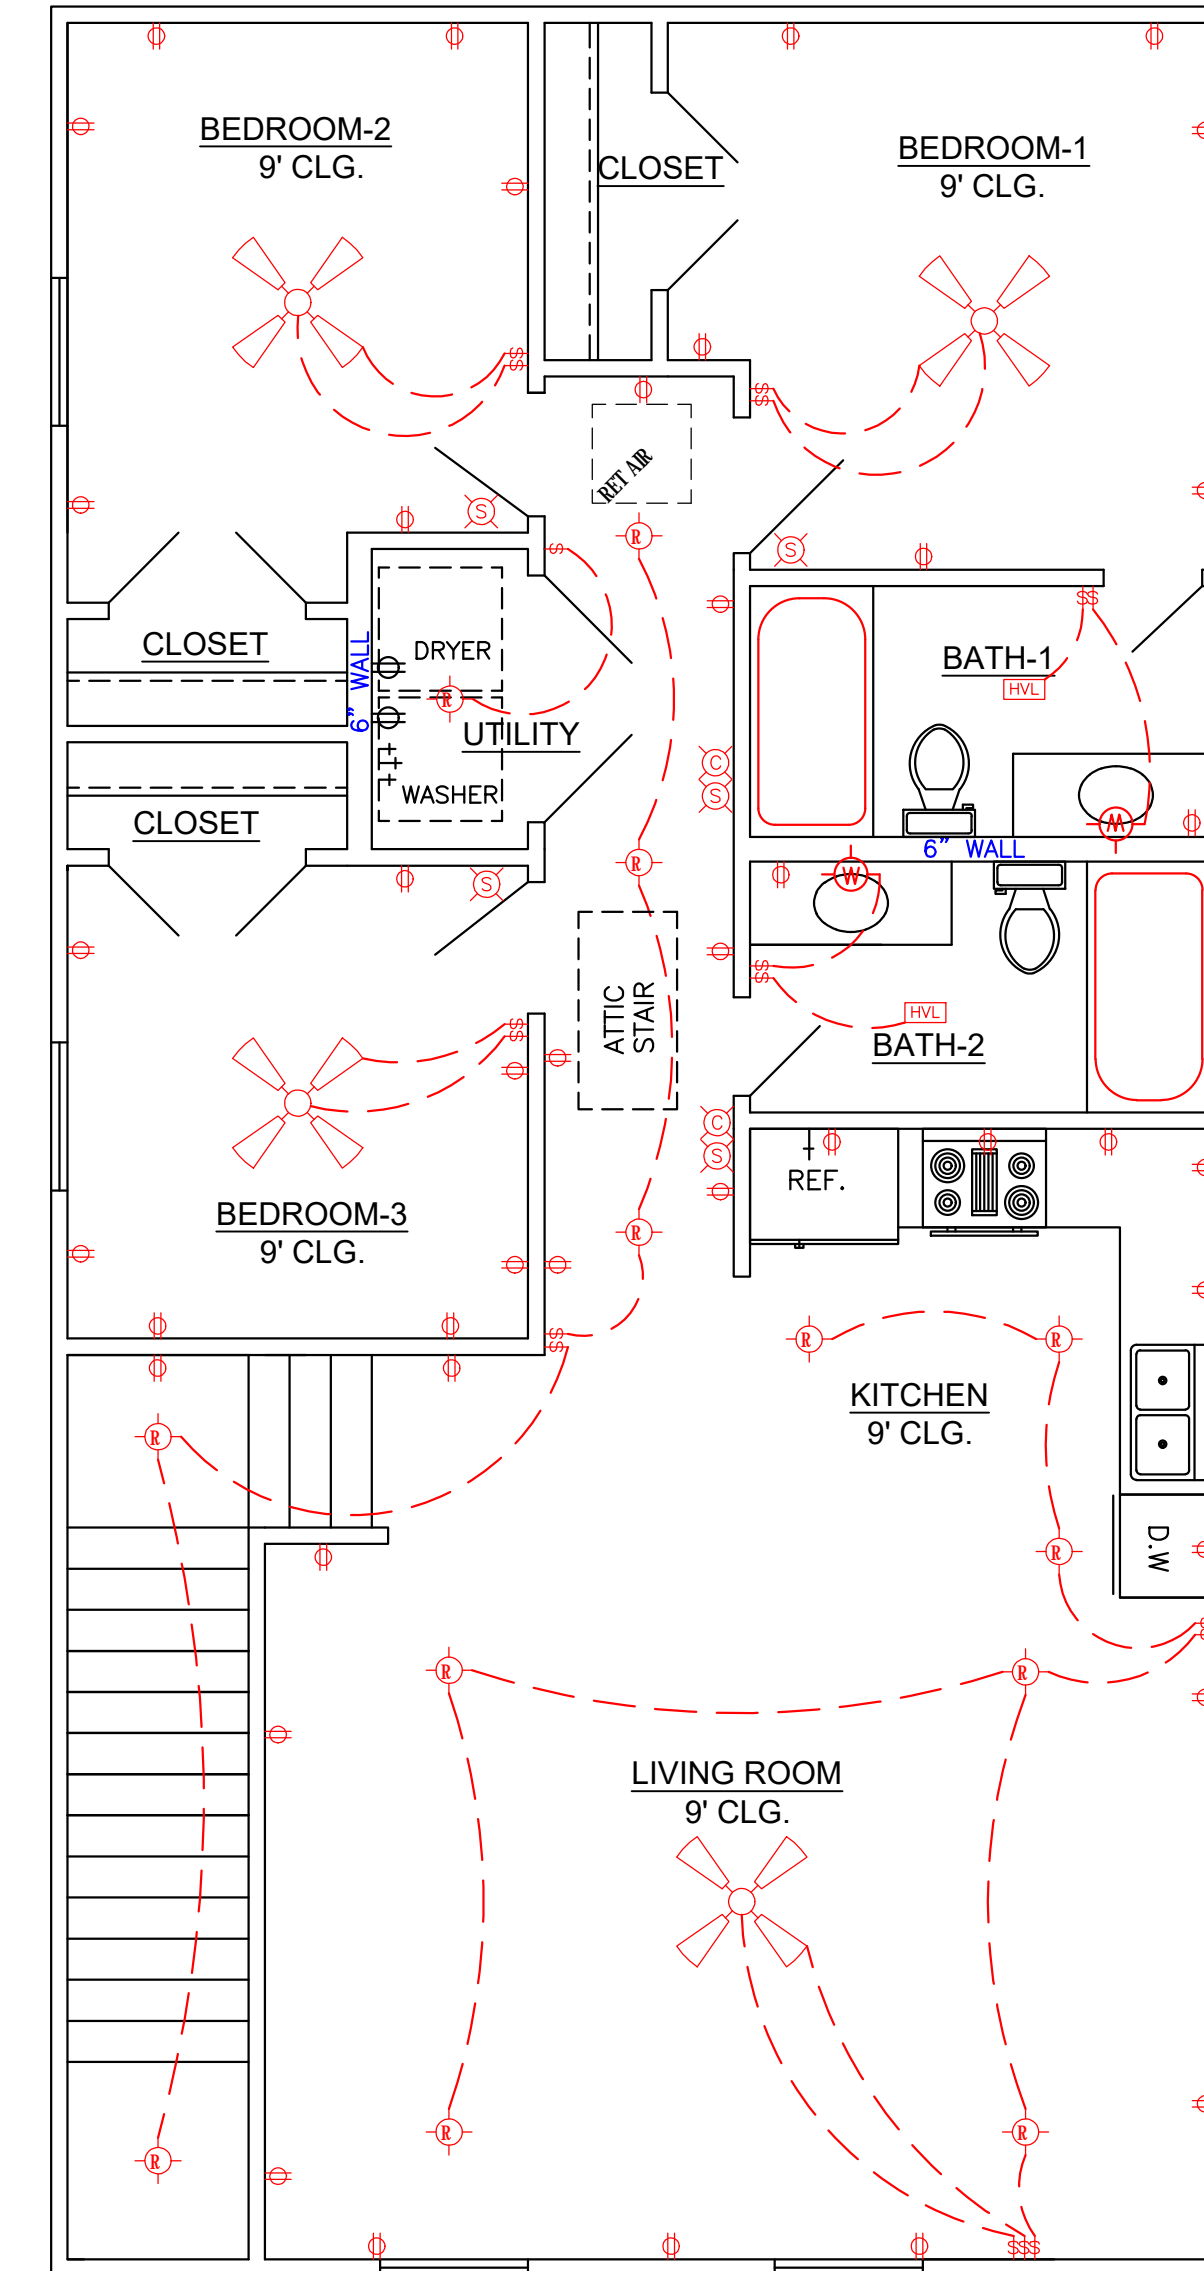 BEDROOM-2
9' CLG.
CLOSET
BEDROOM-1
9' CLG.
S
S
S
S
RET AIR
S
S
R
S
CLOSET
6" WALL
DRYER
R
UTILITY
WASHER
SS
BATH-1
HVL
C
S
CLOSET
W
6" WALL
W
R
S
S
S
ATTIC
STAIR
HVL
BATH-2
S
S
C
S
REF.
BEDROOM-3
9' CLG.
R
S
S
R
R
KITCHEN
9' CLG.
R
R
D.W
S
S
R
R
LIVING ROOM
9' CLG.
R
R
R
SSS